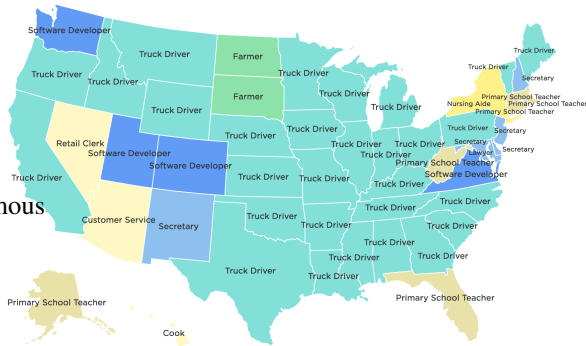 Software Developer
Truck Driver
Truck Driver
Farmer
Truck Driver
Truck Driver
Truck Driver
Truck Driver
Secretary
Truck Driver
Truck Driver
Farmer
Truck Driver
Truck Driver
Primary School Teacher
Nursing Aide
Primary School Teacher
Primary School Teacher
Truck Driver
Truck Driver
Truck Driver
Secretary
Retail Clerk
Truck Driver
Truck Driver
Secretary
Software Developer
Truck Driver
Lawyer
Secretary
Software Developer
Primary School Teacher
Truck Driver
Truck Driver
Truck Driver
Truck Driver
Software Developer
nous
Truck Driver
Truck Driver
Customer Service
Truck Driver
Truck Driver
Secretary
Truck Driver
Truck Driver
Truck Driver
Truck Driver
Truck Driver
Truck Driver
Truck Driver
Primary School Teacher
Primary School Teacher
Cook